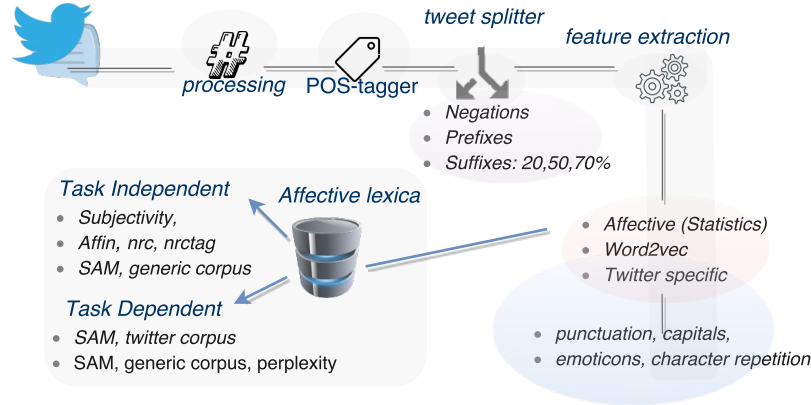 tweet splitter
feature extraction
#
processing
POS-tagger
• Negations
• Prefixes
• Suffixes: 20,50,70%
Task Independent
Affective lexica
• Subjectivity,
• Affin, nrc, nrctag
• SAM, generic corpus
Task Dependent
• SAM, twitter corpus
• SAM, generic corpus, perplexity
• Affective (Statistics)
• Word2vec
• Twitter specific
• punctuation, capitals,
• emoticons, character repetition